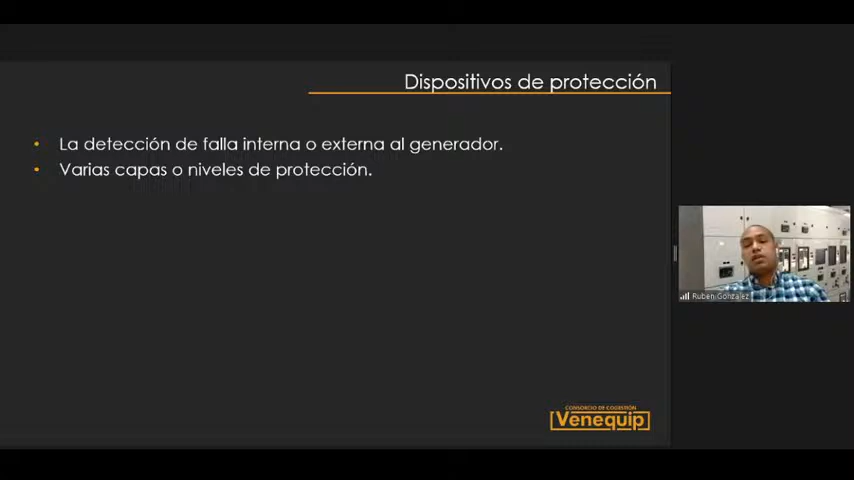 Dispositivos de protección
• La detección de falla interna o externa al generador.
• Varias capas o niveles de protección.
Ruben Gonzalez
CONSORCIO DE COGESTIÓN
Venequip